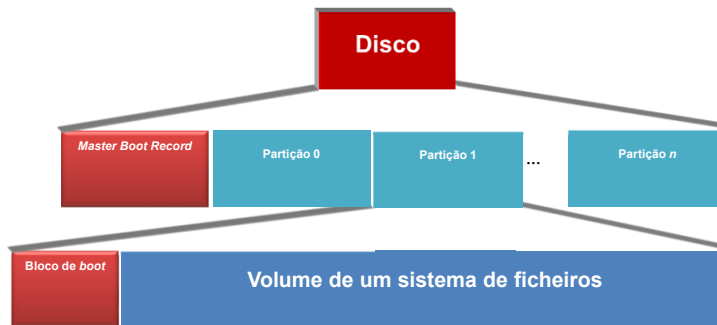 Disco
Master Boot Record
Partição 0
Partição 1
...
Partição n
Bloco de boot
Volume de um sistema de ficheiros